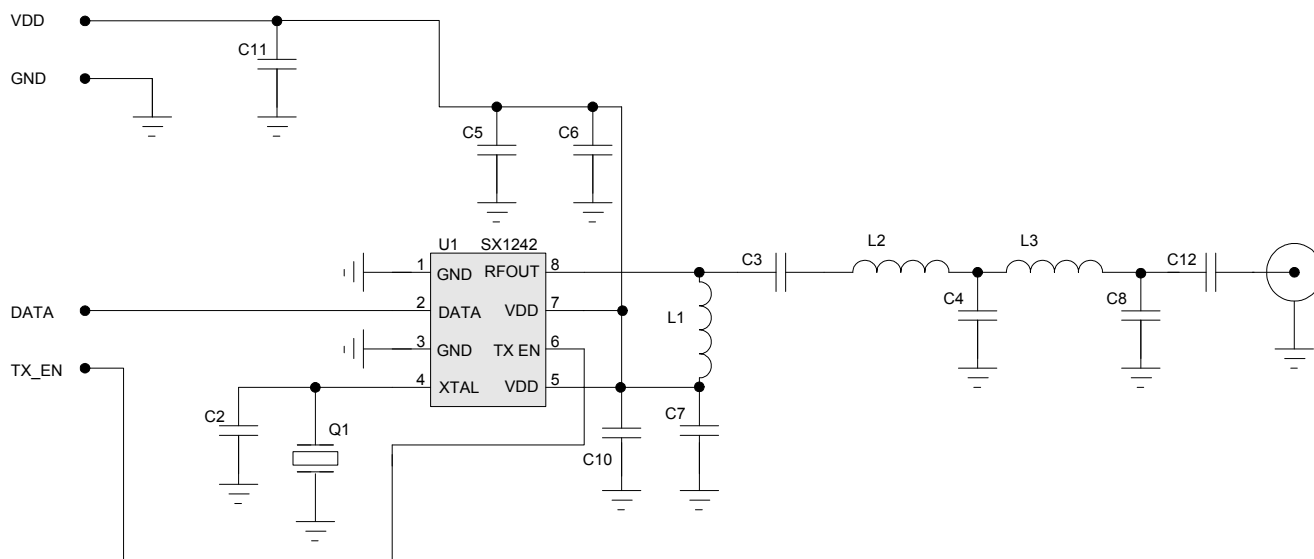 VDD
C11
GND
C5
C6
U1 SX1242
1 GND RFOUT 8
2 DATA VDD 7
3 GND TX EN 6
4 XTAL VDD 5
DATA
TX_EN
C2
Q1
L1
C10
C7
C3
L2
C4
L3
C8
C12